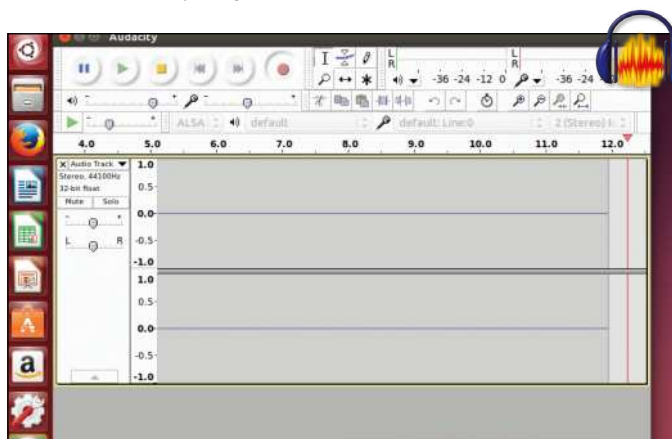 Audacity
L
R
L
R
-36 -24 -12 0
-36 -24
ALSA
default
default: Line:0
2 (Stereo)
4.0 5.0 6.0 7.0 8.0 9.0 10.0 11.0 12.0
X Audio Track
Stereo, 44100Hz
32-bit float
Mute Solo
- +
L R
1.0
0.5
0.0
-0.5
-1.0
1.0
0.5
0.0
-0.5
-1.0
a